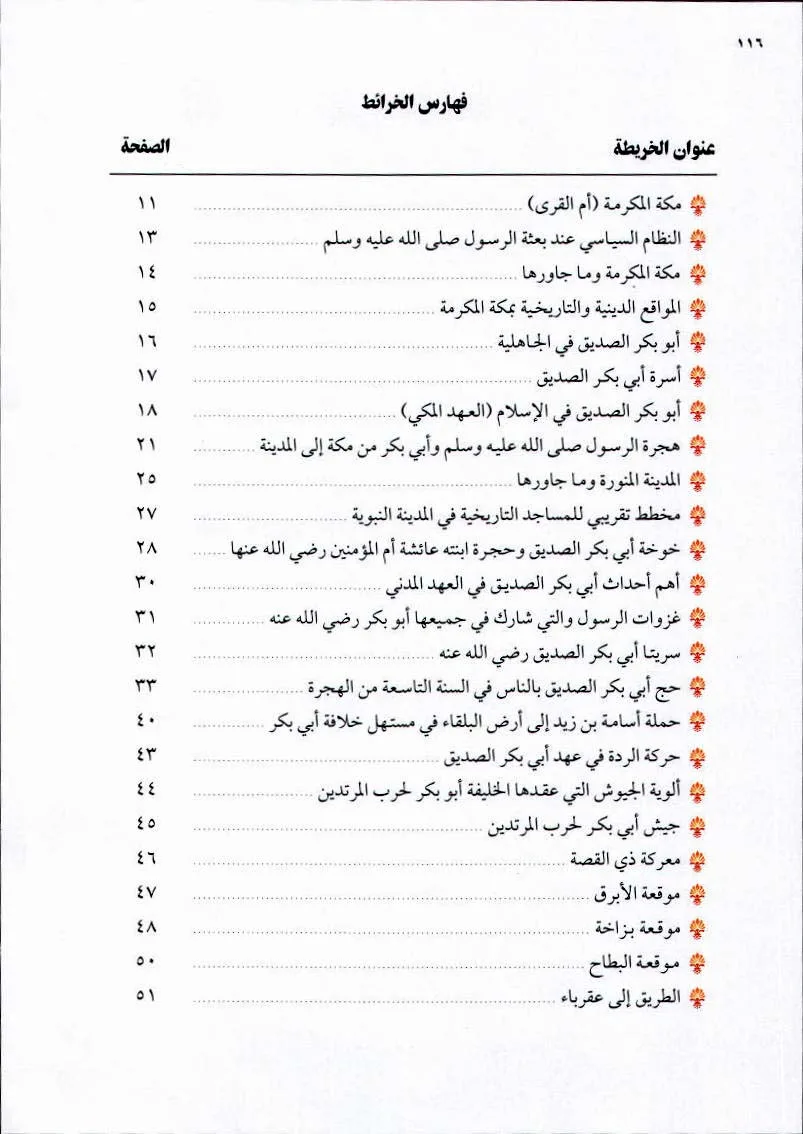 ١١٦
فهارس الخرائط
عنوان الخريطة الصفحة
مكة المكرمة (أم القرى) ١١
النظام السياسي عند بعثة الرسول صلى الله عليه وسلم ١٣
مكة المكرمة وما جاورها ١٤
المواقع الدينية والتاريخية بمكة المكرمة ١٥
أبو بكر الصديق في الجاهلية ١٦
أسرة أبي بكر الصديق ١٧
أبو بكر الصديق في الإسلام (العهد المكي) ١٨
هجرة الرسول صلى الله عليه وسلم وأبي بكر من مكة إلى المدينة ٢١
المدينة المنورة وما جاورها ٢٥
مخطط تقريبي للمساجد التاريخية في المدينة النبوية ٢٧
خوخة أبي بكر الصديق وحجرة ابنته عائشة أم المؤمنين رضي الله عنها ٢٨
أهم أحداث أبي بكر الصديق في العهد المدني ٣٠
غزوات الرسول والتي شارك في جميعها أبو بكر رضي الله عنه ٣١
سريتا أبي بكر الصديق رضي الله عنه ٣٢
حج أبي بكر الصديق بالناس في السنة التاسعة من الهجرة ٣٣
حملة أسامة بن زيد إلى أرض البلقاء في مستهل خلافة أبي بكر ٤٠
حركة الردة في عهد أبي بكر الصديق ٤٣
ألوية الجيوش التي عقدها الخليفة أبو بكر لحرب المرتدين ٤٤
جيش أبي بكر لحرب المرتدين ٤٥
معركة ذي القصة ٤٦
موقعة الأبرق ٤٧
موقعة بزاخة ٤٨
موقعة البطاح ٥٠
الطريق إلى عقرباء ٥١